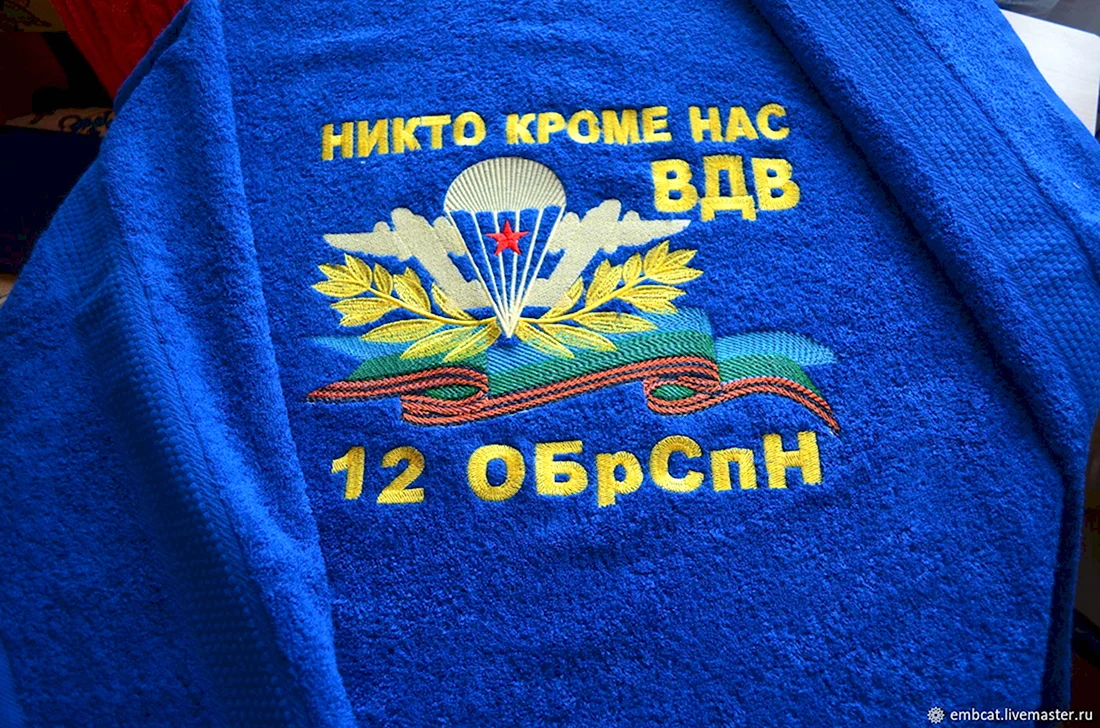 НИКТО КРОМЕ НАС
ВДВ
12 ОБрСпН
embcat.livemaster.ru